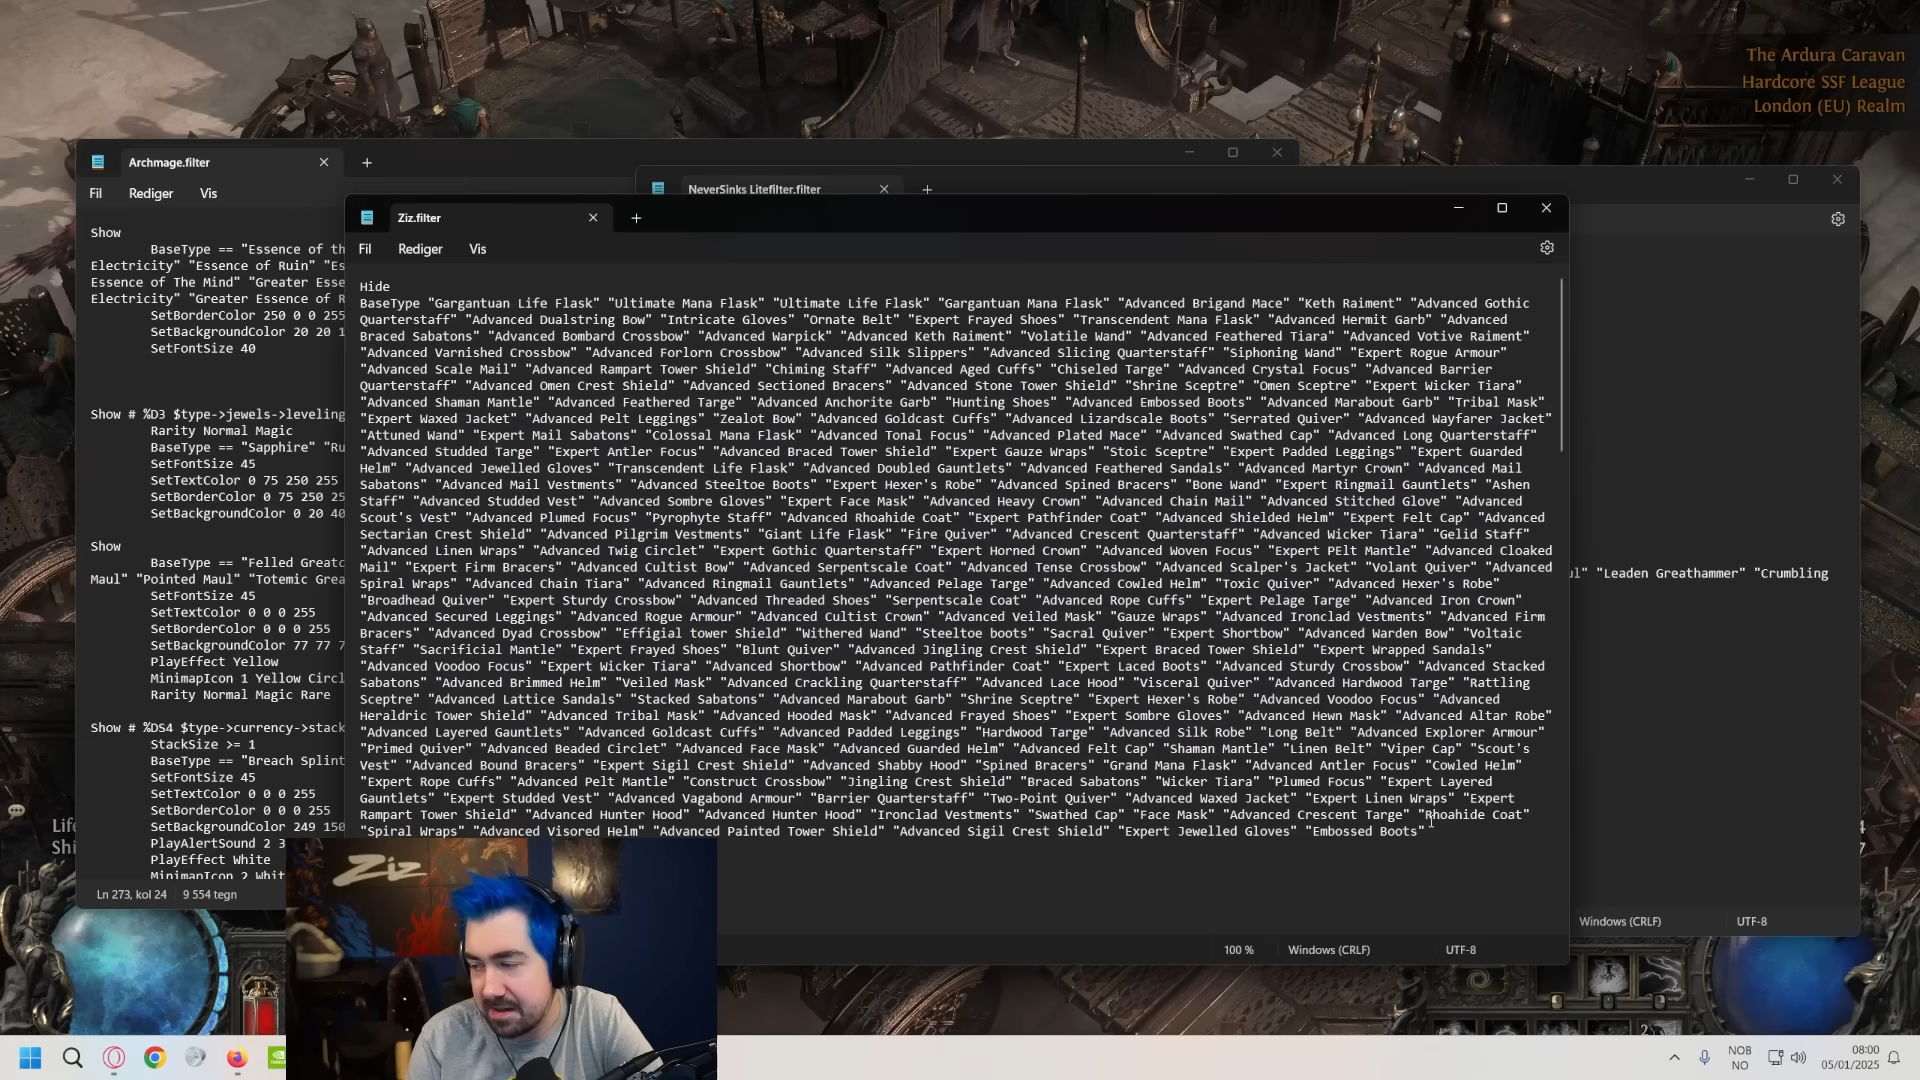 The Ardura Caravan
Hardcore SSF League
London (EU) Realm
Archmage.filter
Fil Rediger Vis
Show
BaseType == "Essence of th
Electricity" "Essence of Ruin" "Es
Essence of The Mind" "Greater Esse
Electricity" "Greater Essence of R
SetBorderColor 250 0 0 255
SetBackgroundColor 20 20 1
SetFontSize 40
Show # %D3 $type->jewels->leveling
Rarity Normal Magic
BaseType == "Sapphire" "Ru
SetFontSize 45
SetTextColor 0 75 250 255
SetBorderColor 0 75 250 25
SetBackgroundColor 0 20 40
Show
BaseType == "Felled Greatc
Maul" "Pointed Maul" "Totemic Grea
SetFontSize 45
SetTextColor 0 0 0 255
SetBorderColor 0 0 0 255
SetBackgroundColor 77 77 7
PlayEffect Yellow
MinimapIcon 1 Yellow Circl
Rarity Normal Magic Rare
Show # %DS4 $type->currency->stack
StackSize >= 1
BaseType == "Breach Splint
SetFontSize 45
SetTextColor 0 0 0 255
SetBorderColor 0 0 0 255
SetBackgroundColor 249 150
PlayAlertSound 2 3
PlayEffect White
MinimapIcon 2 Whit
Ln 273, kol 24 9 554 tegn
NeverSinks Litefilter.filter
ul" "Leaden Greathammer" "Crumbling
Windows (CRLF) UTF-8
Ziz.filter
Fil Rediger Vis
Hide
BaseType "Gargantuan Life Flask" "Ultimate Mana Flask" "Ultimate Life Flask" "Gargantuan Mana Flask" "Advanced Brigand Mace" "Keth Raiment" "Advanced Gothic
Quarterstaff" "Advanced Dualstring Bow" "Intricate Gloves" "Ornate Belt" "Expert Frayed Shoes" "Transcendent Mana Flask" "Advanced Hermit Garb" "Advanced
Braced Sabatons" "Advanced Bombard Crossbow" "Advanced Warpick" "Advanced Keth Raiment" "Volatile Wand" "Advanced Feathered Tiara" "Advanced Votive Raiment"
"Advanced Varnished Crossbow" "Advanced Forlorn Crossbow" "Advanced Silk Slippers" "Advanced Slicing Quarterstaff" "Siphoning Wand" "Expert Rogue Armour"
"Advanced Scale Mail" "Advanced Rampart Tower Shield" "Chiming Staff" "Advanced Aged Cuffs" "Chiseled Targe" "Advanced Crystal Focus" "Advanced Barrier
Quarterstaff" "Advanced Omen Crest Shield" "Advanced Sectioned Bracers" "Advanced Stone Tower Shield" "Shrine Sceptre" "Omen Sceptre" "Expert Wicker Tiara"
"Advanced Shaman Mantle" "Advanced Feathered Targe" "Advanced Anchorite Garb" "Hunting Shoes" "Advanced Embossed Boots" "Advanced Marabout Garb" "Tribal Mask"
"Expert Waxed Jacket" "Advanced Pelt Leggings" "Zealot Bow" "Advanced Goldcast Cuffs" "Advanced Lizardscale Boots" "Serrated Quiver" "Advanced Wayfarer Jacket"
"Attuned Wand" "Expert Mail Sabatons" "Colossal Mana Flask" "Advanced Tonal Focus" "Advanced Plated Mace" "Advanced Swathed Cap" "Advanced Long Quarterstaff"
"Advanced Studded Targe" "Expert Antler Focus" "Advanced Braced Tower Shield" "Expert Gauze Wraps" "Stoic Sceptre" "Expert Padded Leggings" "Expert Guarded
Helm" "Advanced Jewelled Gloves" "Transcendent Life Flask" "Advanced Doubled Gauntlets" "Advanced Feathered Sandals" "Advanced Martyr Crown" "Advanced Mail
Sabatons" "Advanced Mail Vestments" "Advanced Steeltoe Boots" "Expert Hexer's Robe" "Advanced Spined Bracers" "Bone Wand" "Expert Ringmail Gauntlets" "Ashen
Staff" "Advanced Studded Vest" "Advanced Sombre Gloves" "Expert Face Mask" "Advanced Heavy Crown" "Advanced Chain Mail" "Advanced Stitched Glove" "Advanced
Scout's Vest" "Advanced Plumed Focus" "Pyrophyte Staff" "Advanced Rhoahide Coat" "Expert Pathfinder Coat" "Advanced Shielded Helm" "Expert Felt Cap" "Advanced
Sectarian Crest Shield" "Advanced Pilgrim Vestments" "Giant Life Flask" "Fire Quiver" "Advanced Crescent Quarterstaff" "Advanced Wicker Tiara" "Gelid Staff"
"Advanced Linen Wraps" "Advanced Twig Circlet" "Expert Gothic Quarterstaff" "Expert Horned Crown" "Advanced Woven Focus" "Expert PElt Mantle" "Advanced Cloaked
Mail" "Expert Firm Bracers" "Advanced Cultist Bow" "Advanced Serpentscale Coat" "Advanced Tense Crossbow" "Advanced Scalper's Jacket" "Volant Quiver" "Advanced
Spiral Wraps" "Advanced Chain Tiara" "Advanced Ringmail Gauntlets" "Advanced Pelage Targe" "Advanced Cowled Helm" "Toxic Quiver" "Advanced Hexer's Robe"
"Broadhead Quiver" "Expert Sturdy Crossbow" "Advanced Threaded Shoes" "Serpentscale Coat" "Advanced Rope Cuffs" "Expert Pelage Targe" "Advanced Iron Crown"
"Advanced Secured Leggings" "Advanced Rogue Armour" "Advanced Cultist Crown" "Advanced Veiled Mask" "Gauze Wraps" "Advanced Ironclad Vestments" "Advanced Firm
Bracers" "Advanced Dyad Crossbow" "Effigial tower Shield" "Withered Wand" "Steeltoe boots" "Sacral Quiver" "Expert Shortbow" "Advanced Warden Bow" "Voltaic
Staff" "Sacrificial Mantle" "Expert Frayed Shoes" "Blunt Quiver" "Advanced Jingling Crest Shield" "Expert Braced Tower Shield" "Expert Wrapped Sandals"
"Advanced Voodoo Focus" "Expert Wicker Tiara" "Advanced Shortbow" "Advanced Pathfinder Coat" "Expert Laced Boots" "Advanced Sturdy Crossbow" "Advanced Stacked
Sabatons" "Advanced Brimmed Helm" "Veiled Mask" "Advanced Crackling Quarterstaff" "Advanced Lace Hood" "Visceral Quiver" "Advanced Hardwood Targe" "Rattling
Sceptre" "Advanced Lattice Sandals" "Stacked Sabatons" "Advanced Marabout Garb" "Shrine Sceptre" "Expert Hexer's Robe" "Advanced Voodoo Focus" "Advanced
Heraldric Tower Shield" "Advanced Tribal Mask" "Advanced Hooded Mask" "Advanced Frayed Shoes" "Expert Sombre Gloves" "Advanced Hewn Mask" "Advanced Altar Robe"
"Advanced Layered Gauntlets" "Advanced Goldcast Cuffs" "Advanced Padded Leggings" "Hardwood Targe" "Advanced Silk Robe" "Long Belt" "Advanced Explorer Armour"
"Primed Quiver" "Advanced Beaded Circlet" "Advanced Face Mask" "Advanced Guarded Helm" "Advanced Felt Cap" "Shaman Mantle" "Linen Belt" "Viper Cap" "Scout's
Vest" "Advanced Bound Bracers" "Expert Sigil Crest Shield" "Advanced Shabby Hood" "Spined Bracers" "Grand Mana Flask" "Advanced Antler Focus" "Cowled Helm"
"Expert Rope Cuffs" "Advanced Pelt Mantle" "Construct Crossbow" "Jingling Crest Shield" "Braced Sabatons" "Wicker Tiara" "Plumed Focus" "Expert Layered
Gauntlets" "Expert Studded Vest" "Advanced Vagabond Armour" "Barrier Quarterstaff" "Two-Point Quiver" "Advanced Waxed Jacket" "Expert Linen Wraps" "Expert
Rampart Tower Shield" "Advanced Hunter Hood" "Advanced Hunter Hood" "Ironclad Vestments" "Swathed Cap" "Face Mask" "Advanced Crescent Targe" "Rhoahide Coat"
"Spiral Wraps" "Advanced Visored Helm" "Advanced Painted Tower Shield" "Advanced Sigil Crest Shield" "Expert Jewelled Gloves" "Embossed Boots"
100 % Windows (CRLF) UTF-8
Life
Shi
Ziz
NOB
NO
08:00
05/01/2025